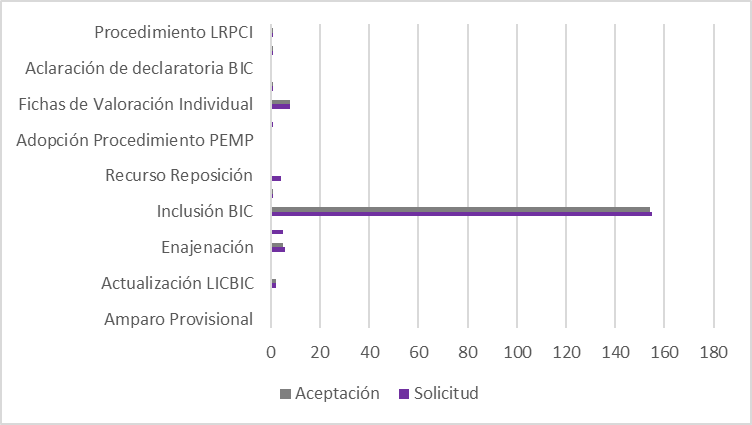 Procedimiento LRPCI
Aclaración de declaratoria BIC
Fichas de Valoración Individual
Adopción Procedimiento PEMP
Recurso Reposición
Inclusión BIC
Enajenación
Actualización LICBIC
Amparo Provisional
0 20 40 60 80 100 120 140 160 180
Aceptación Solicitud